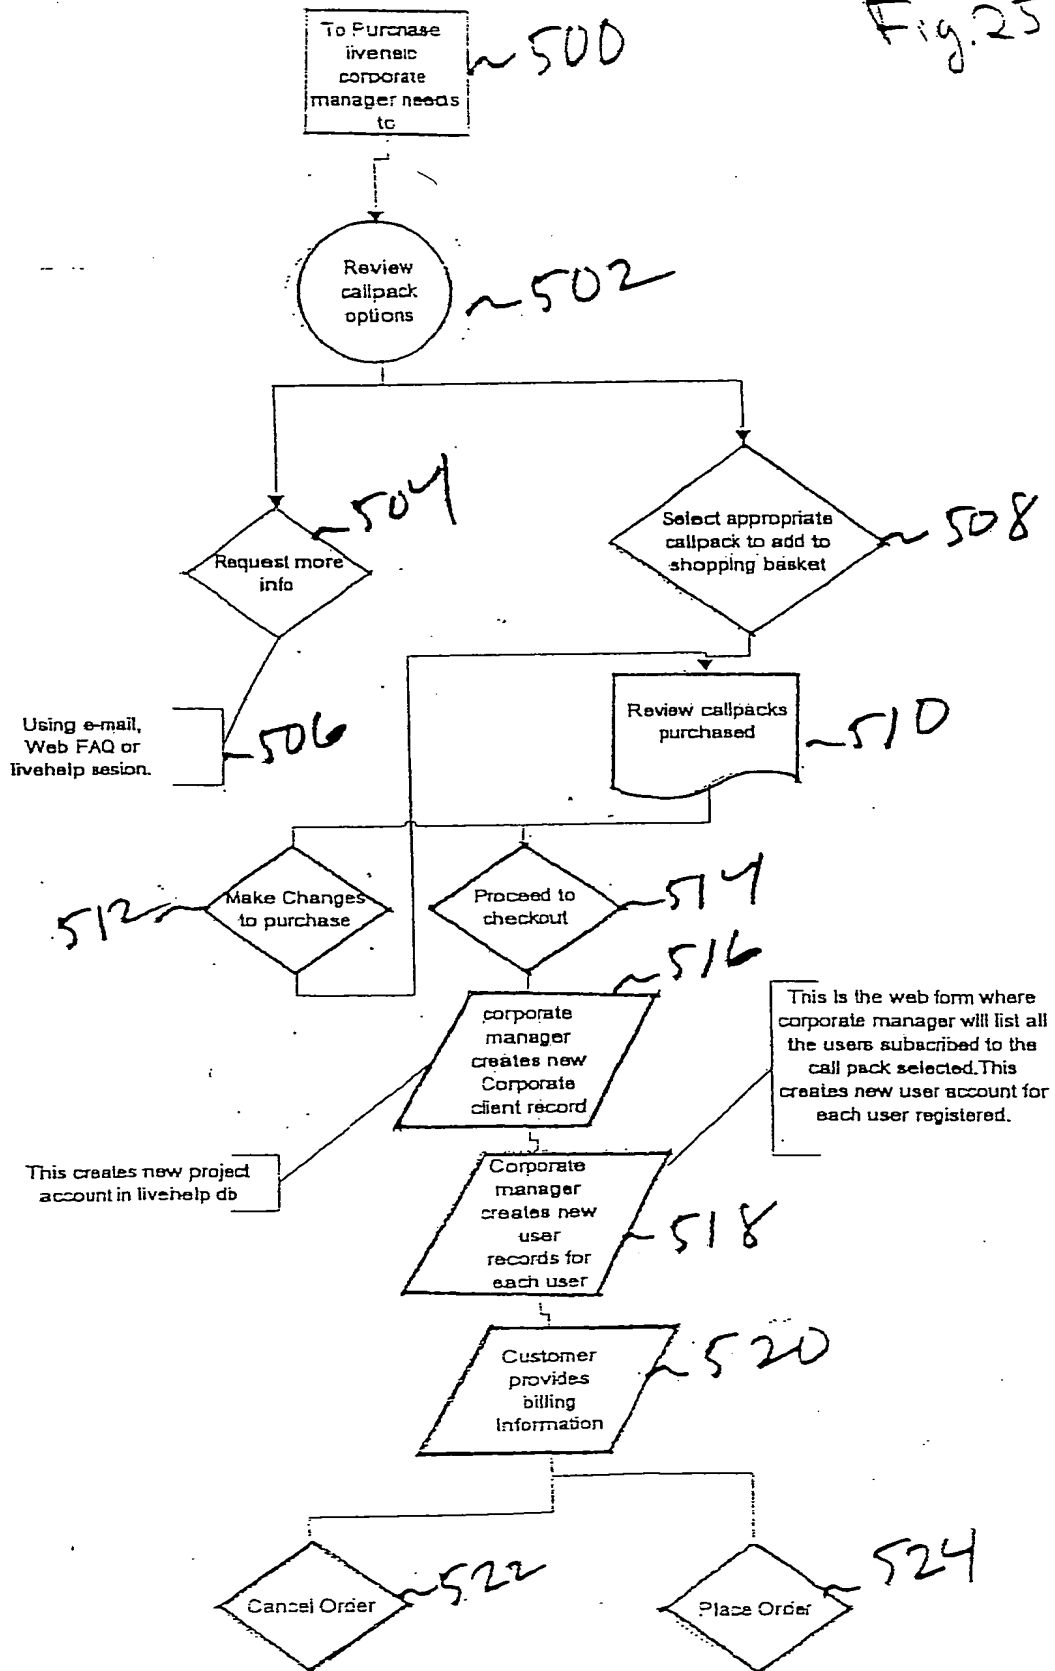 Fig. 25
To Purchase
livehelp
corporate
manager needs
to
500
Review
callpack
options
502
504
Request more
info
Select appropriate
callpack to add to
shopping basket
508
Using e-mail,
Web FAQ or
livehelp sesion.
506
Review callpacks
purchased
510
512
Make Changes
to purchase
Proceed to
checkout
514
516
corporate
manager
creates new
Corporate
client record
This is the web form where
corporate manager will list all
the users subscribed to the
call pack selected.This
creates new user account for
each user registered.
This creates new project
account in livehelp db
Corporate
manager
creates new
user
records for
each user
518
Customer
provides
billing
Information
520
Cancel Order
522
Place Order
524